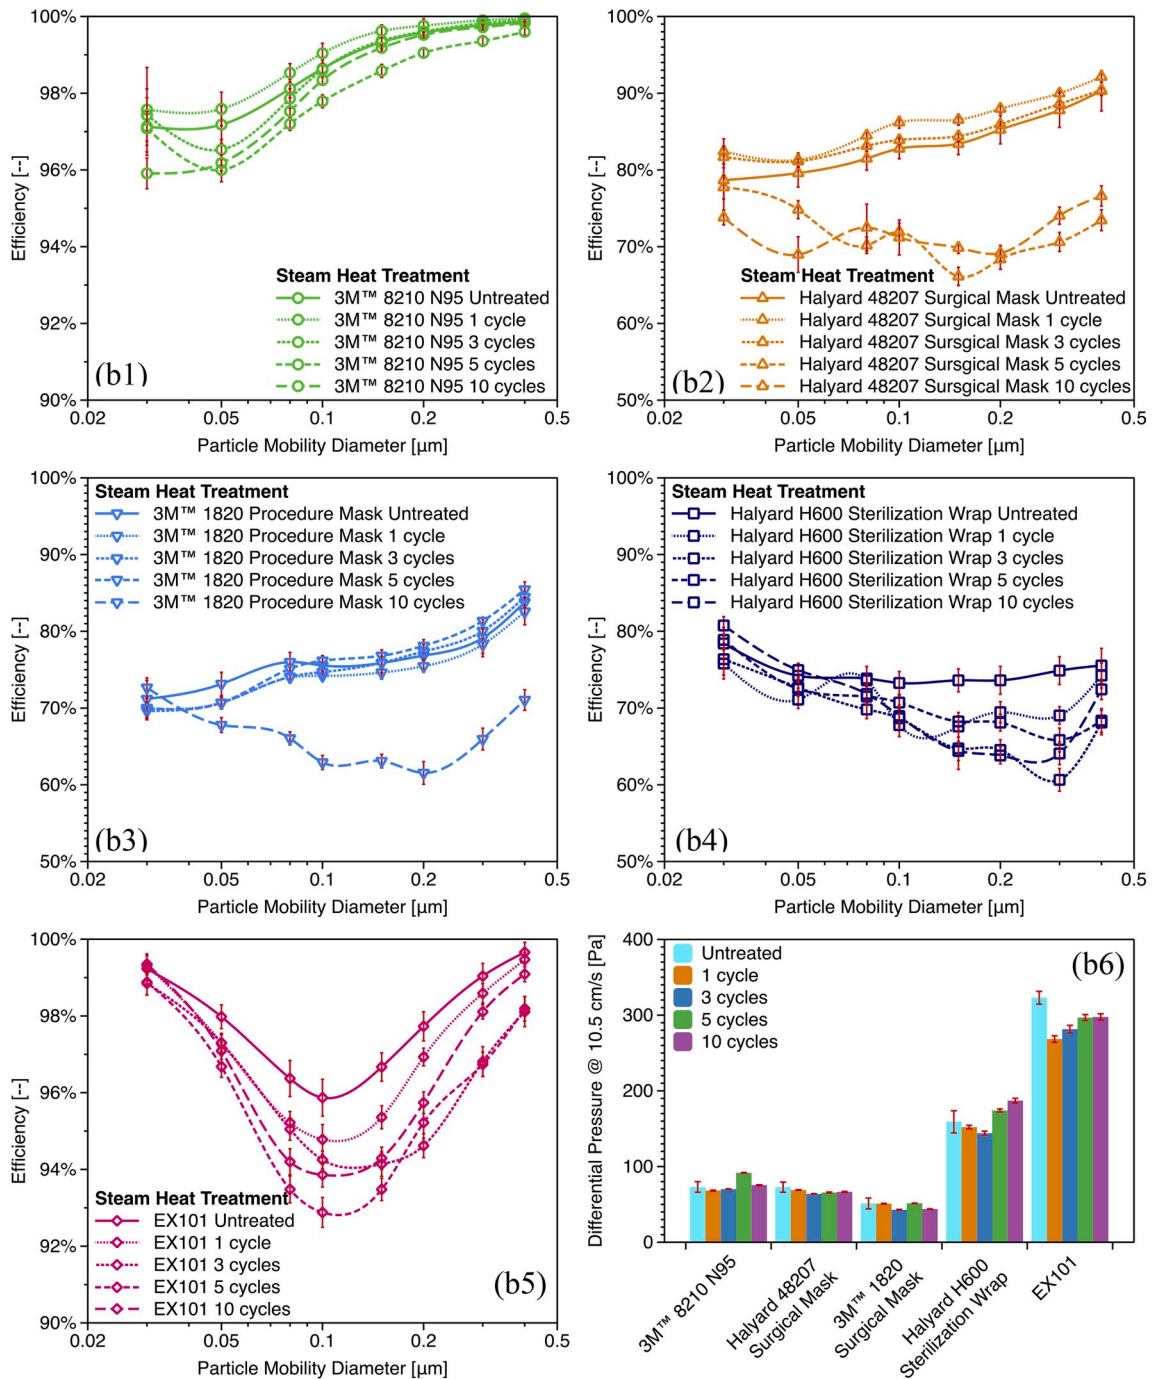 100%
98%
96%
94%
92%
90%
Efficiency [--]
Steam Heat Treatment
3M™ 8210 N95 Untreated
3M™ 8210 N95 1 cycle
3M™ 8210 N95 3 cycles
3M™ 8210 N95 5 cycles
3M™ 8210 N95 10 cycles
(b1)
0.02 0.05 0.1 0.2 0.5
Particle Mobility Diameter [µm]
100%
90%
80%
70%
60%
50%
Efficiency [--]
Steam Heat Treatment
Halyard 48207 Surgical Mask Untreated
Halyard 48207 Surgical Mask 1 cycle
Halyard 48207 Sursgical Mask 3 cycles
Halyard 48207 Sursgical Mask 5 cycles
Halyard 48207 Sursgical Mask 10 cycles
(b2)
0.02 0.05 0.1 0.2 0.5
Particle Mobility Diameter [µm]
100%
90%
80%
70%
60%
50%
Efficiency [--]
Steam Heat Treatment
3M™ 1820 Procedure Mask Untreated
3M™ 1820 Procedure Mask 1 cycle
3M™ 1820 Procedure Mask 3 cycles
3M™ 1820 Procedure Mask 5 cycles
3M™ 1820 Procedure Mask 10 cycles
(b3)
0.02 0.05 0.1 0.2 0.5
Particle Mobility Diameter [µm]
100%
90%
80%
70%
60%
50%
Efficiency [--]
Steam Heat Treatment
Halyard H600 Sterilization Wrap Untreated
Halyard H600 Sterilization Wrap 1 cycle
Halyard H600 Sterilization Wrap 3 cycles
Halyard H600 Sterilization Wrap 5 cycles
Halyard H600 Sterilization Wrap 10 cycles
(b4)
0.02 0.05 0.1 0.2 0.5
Particle Mobility Diameter [µm]
100%
98%
96%
94%
92%
90%
Efficiency [--]
Steam Heat Treatment
EX101 Untreated
EX101 1 cycle
EX101 3 cycles
EX101 5 cycles
EX101 10 cycles
(b5)
0.02 0.05 0.1 0.2 0.5
Particle Mobility Diameter [µm]
400
300
200
100
0
Differential Pressure @ 10.5 cm/s [Pa]
Untreated
1 cycle
3 cycles
5 cycles
10 cycles
(b6)
3M™ 8210 N95
Halyard 48207
Surgical Mask
3M™ 1820
Surgical Mask
Halyard H600
Sterilization Wrap
EX101